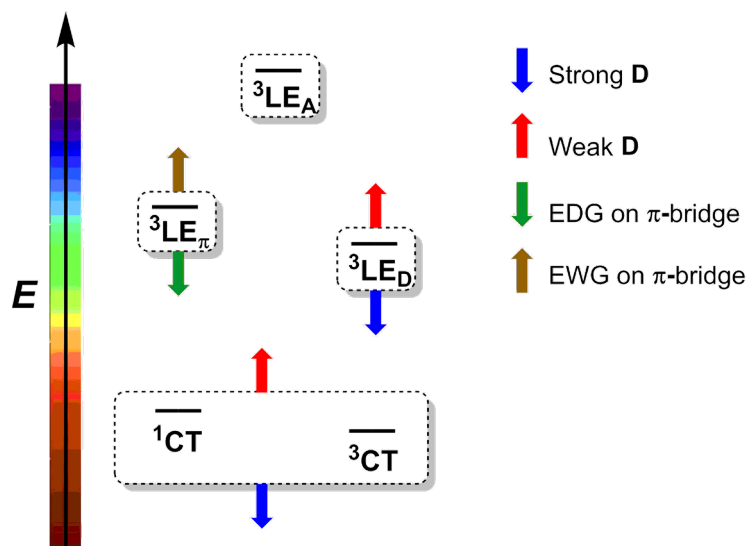 ³LE_A
Strong D
Weak D
³LE_π
EDG on π-bridge
³LE_D
EWG on π-bridge
E
¹CT
³CT